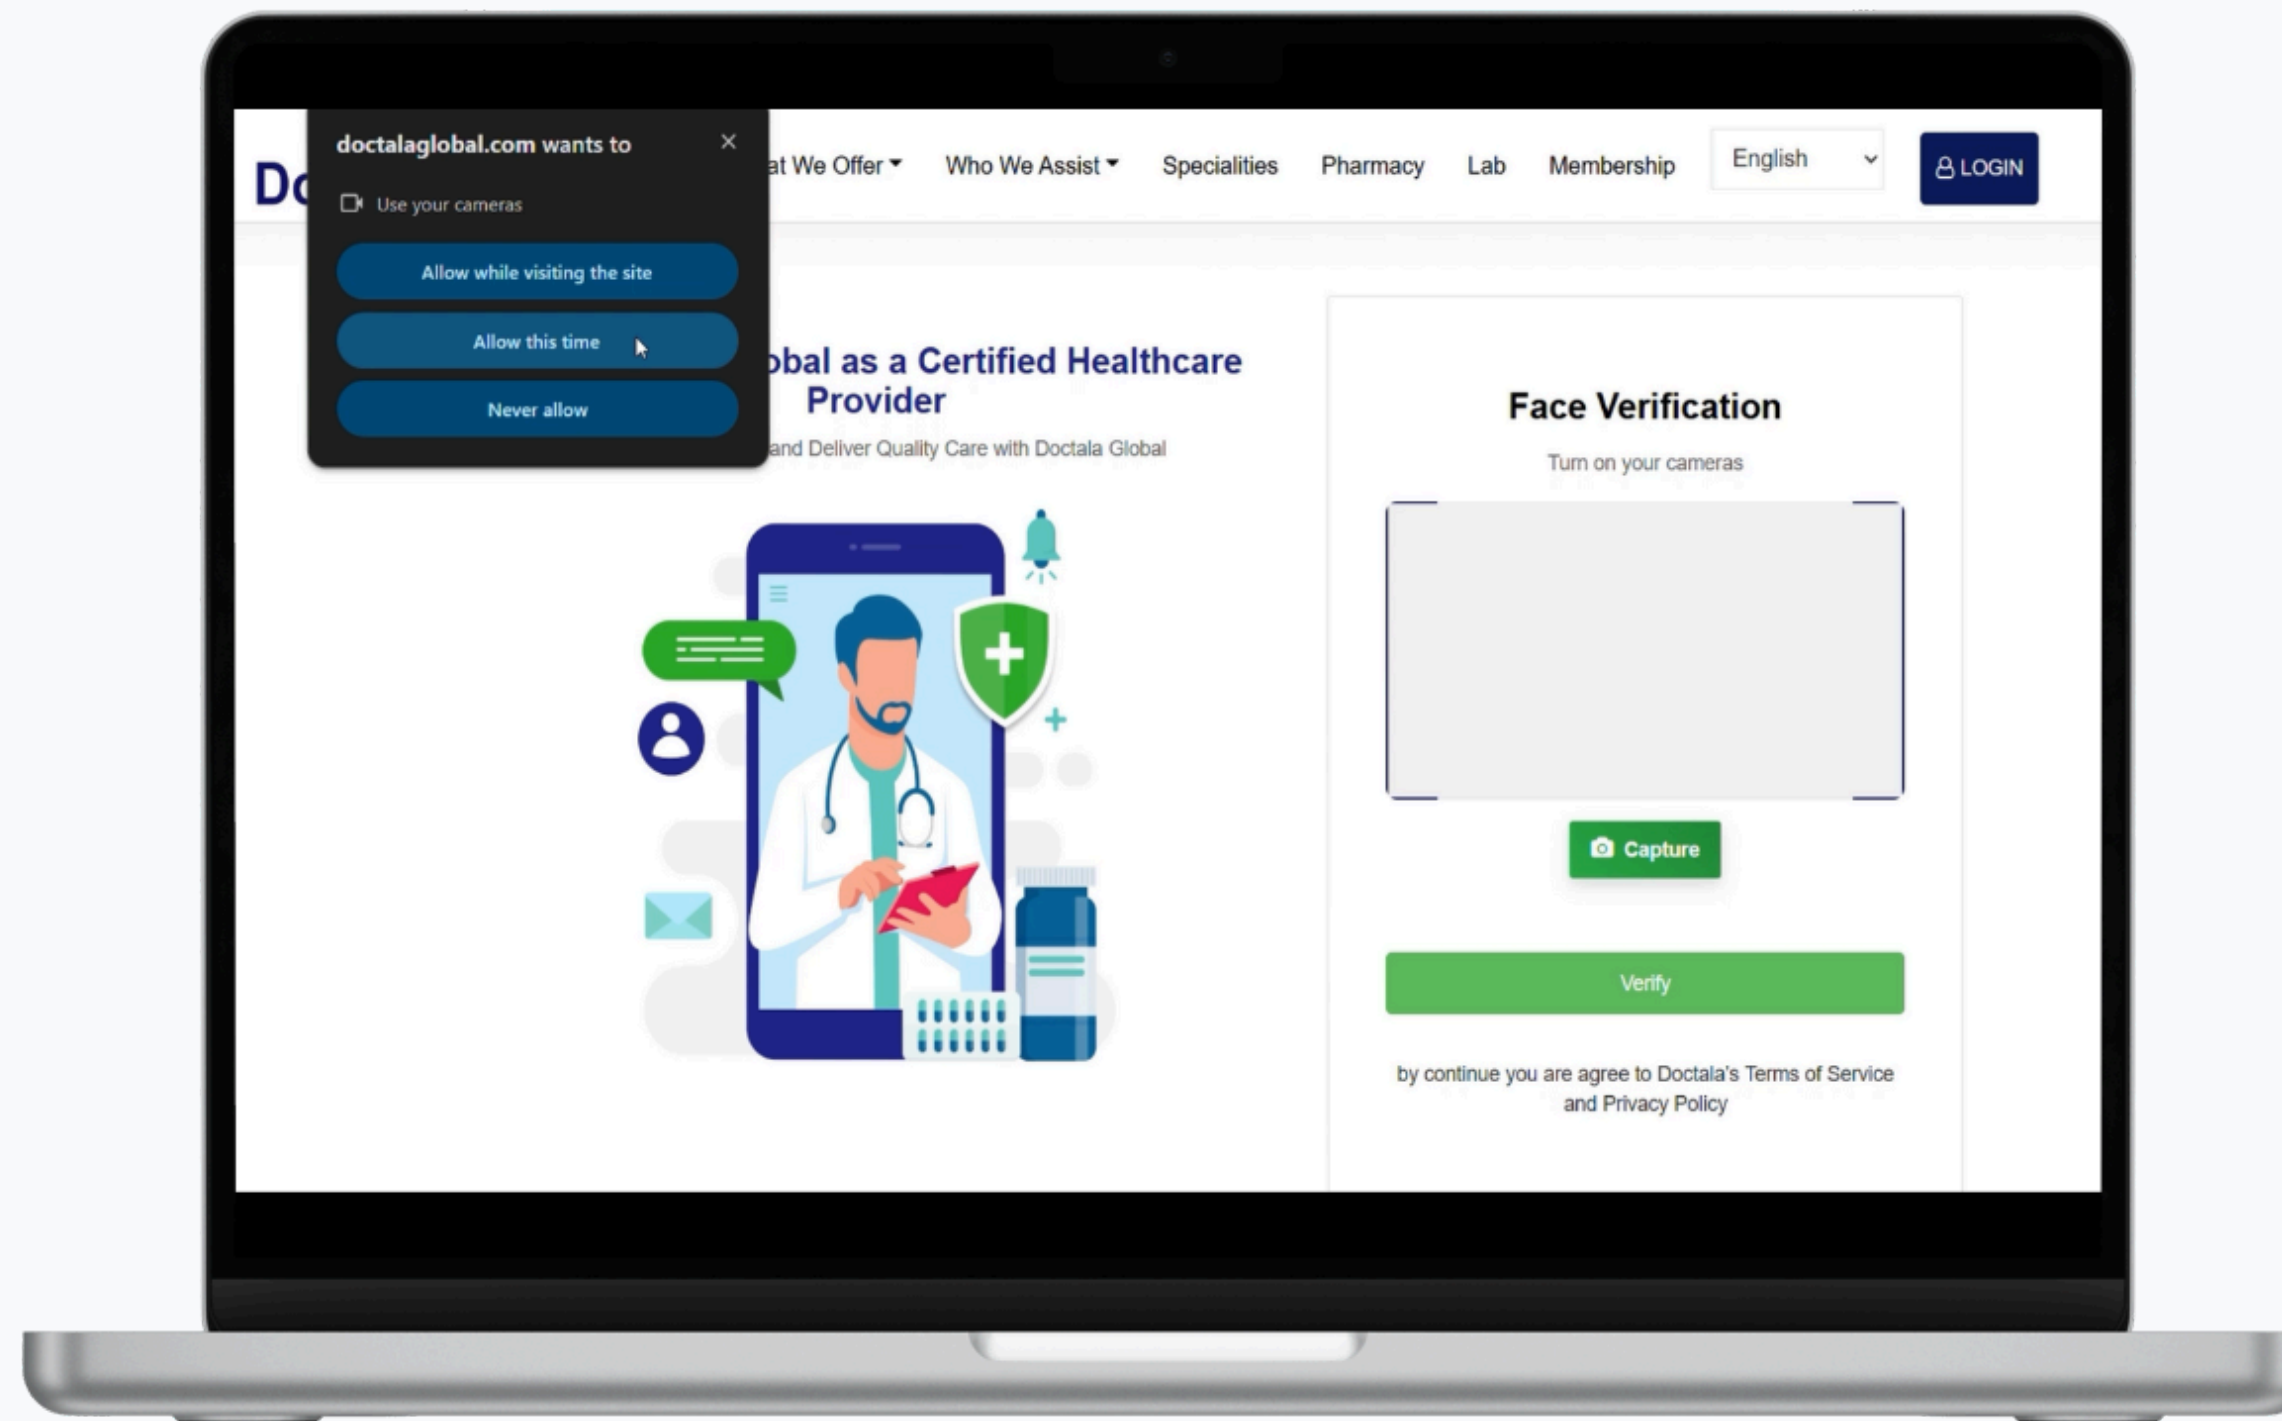 doctalaglobal.com wants to
Use your cameras
Allow while visiting the site
Allow this time
Never allow
We Offer
Who We Assist
Specialities
Pharmacy
Lab
Membership
English
LOGIN
as a Certified Healthcare
Provider
and Deliver Quality Care with Doctala Global
Face Verification
Turn on your cameras
Capture
Verify
by continue you are agree to Doctala's Terms of Service
and Privacy Policy